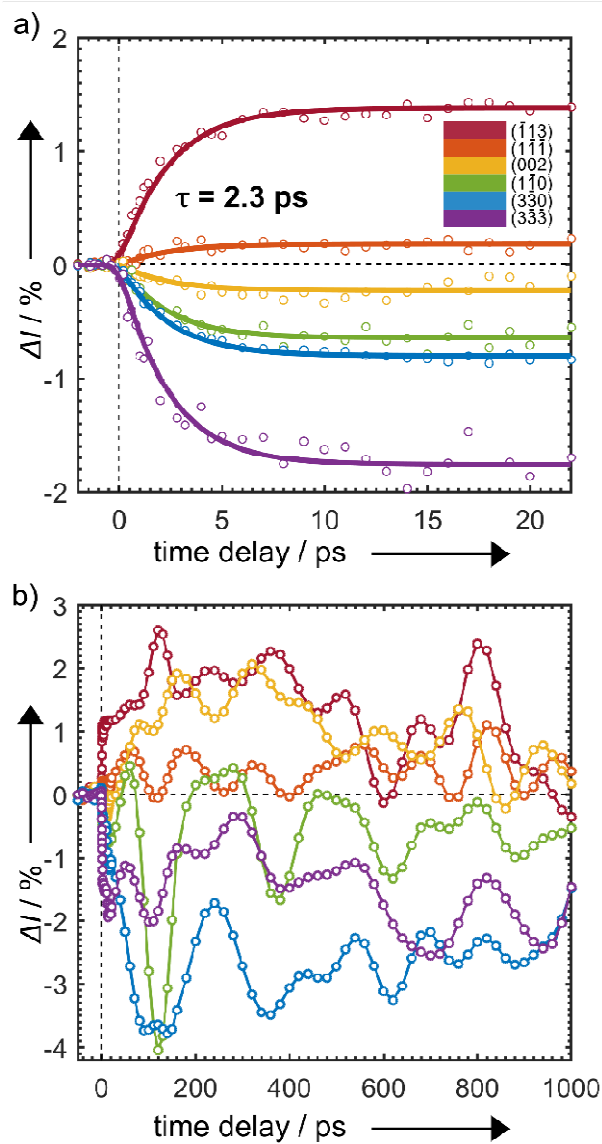 a)
2
1
0
-1
-2
ΔI / %
τ = 2.3 ps
(1̄13)
(11̄1̄)
(002)
(11̄0)
(33̄0)
(33̄3̄)
0 5 10 15 20
time delay / ps
b)
3
2
1
0
-1
-2
-3
-4
ΔI / %
0 200 400 600 800 1000
time delay / ps